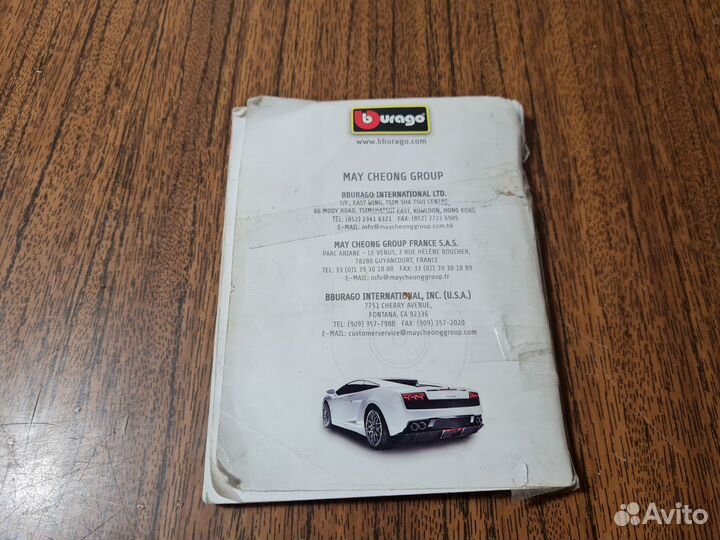 bburago
www.bburago.com
MAY CHEONG GROUP
BBURAGO INTERNATIONAL LTD.
7/F., EAST WING, TSIM SHA TSUI CENTRE,
66 MODY ROAD, TSIMSHATSUI EAST, KOWLOON, HONG KONG
TEL: (852) 2341 6321 FAX: (852) 2723 6989
E-MAIL: info@maycheonggroup.com.hk
MAY CHEONG GROUP FRANCE S.A.S.
PARC ARIANE – LE VENUS, 2 RUE HÉLÈNE BOUCHER,
78280 GUYANCOURT, FRANCE
TEL: 33 (0)1 39 30 18 88 FAX: 33 (0)1 39 30 18 89
E-MAIL: info@maycheonggroup.fr
BBURAGO INTERNATIONAL, INC. (U.S.A.)
7751 CHERRY AVENUE,
FONTANA, CA 92336
TEL: (909) 357-7988 FAX: (909) 357-2020
E-MAIL: customerservice@maycheonggroup.com
Avito